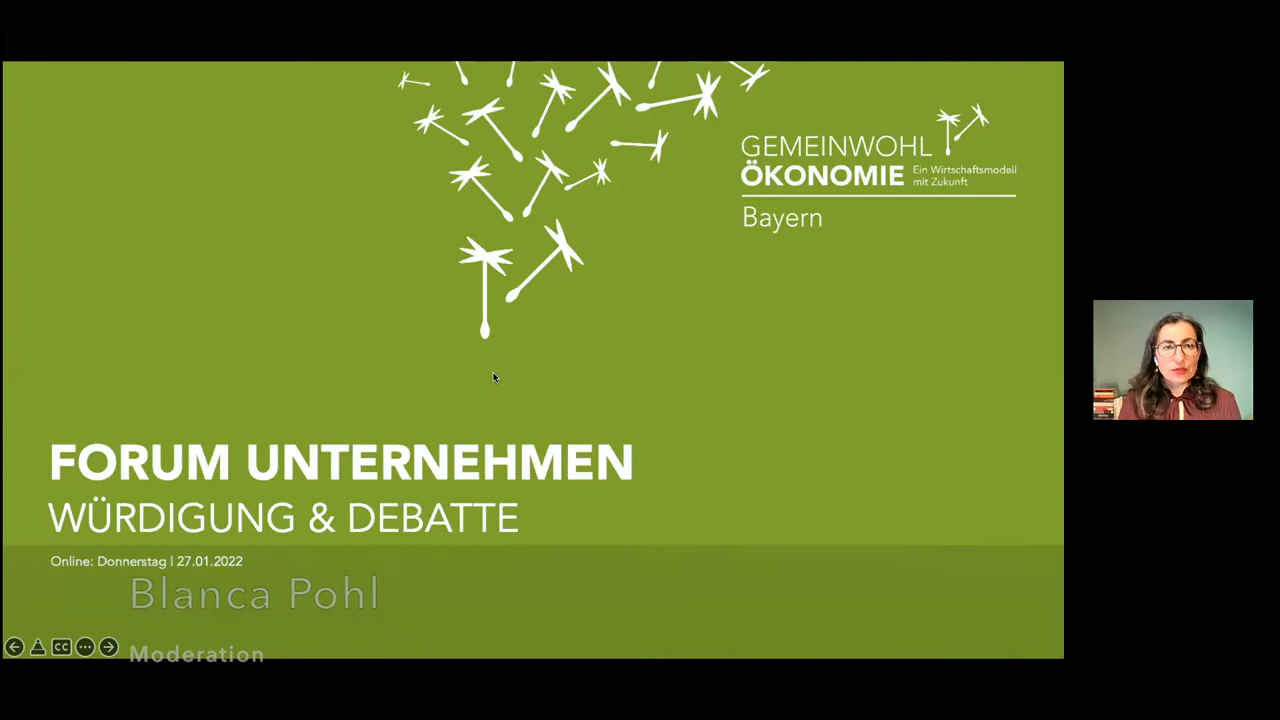 GEMEINWOHL
ÖKONOMIE Ein Wirtschaftsmodell
mit Zukunft
Bayern
FORUM UNTERNEHMEN
WÜRDIGUNG & DEBATTE
Online: Donnerstag | 27.01.2022
Blanca Pohl
CC
Moderation